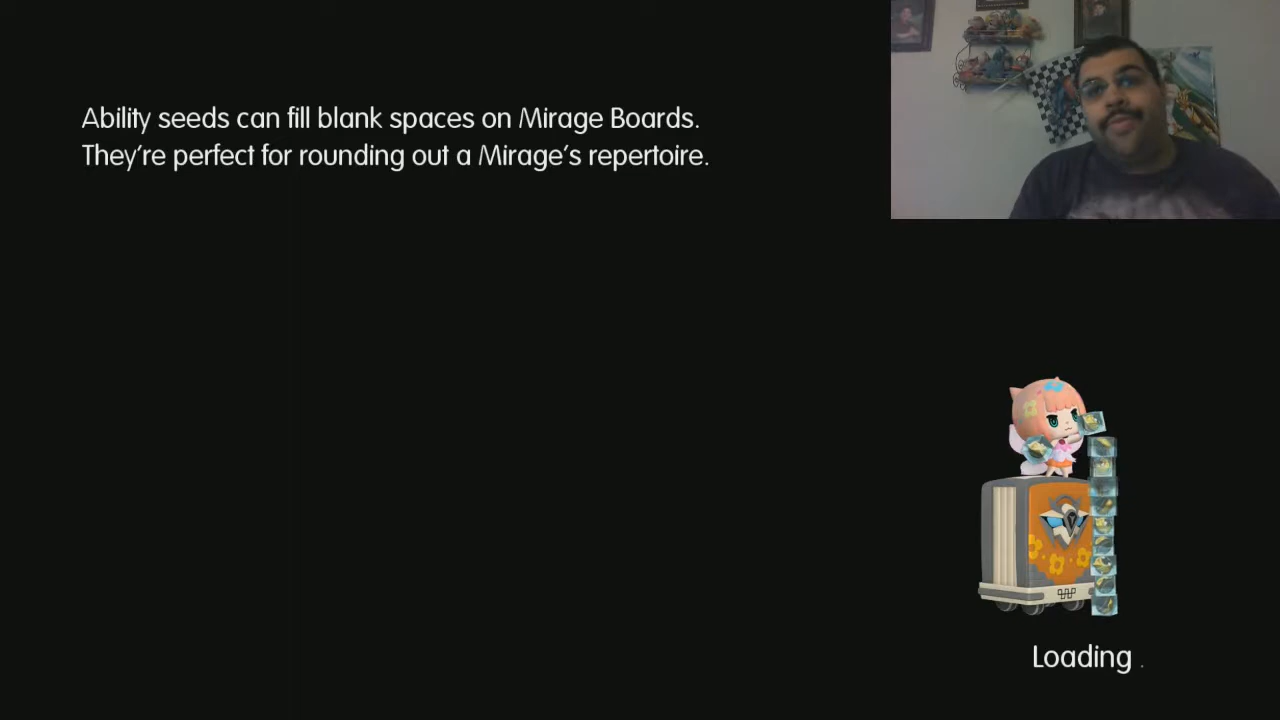 Ability seeds can fill blank spaces on Mirage Boards.
They're perfect for rounding out a Mirage's repertoire.
Loading .